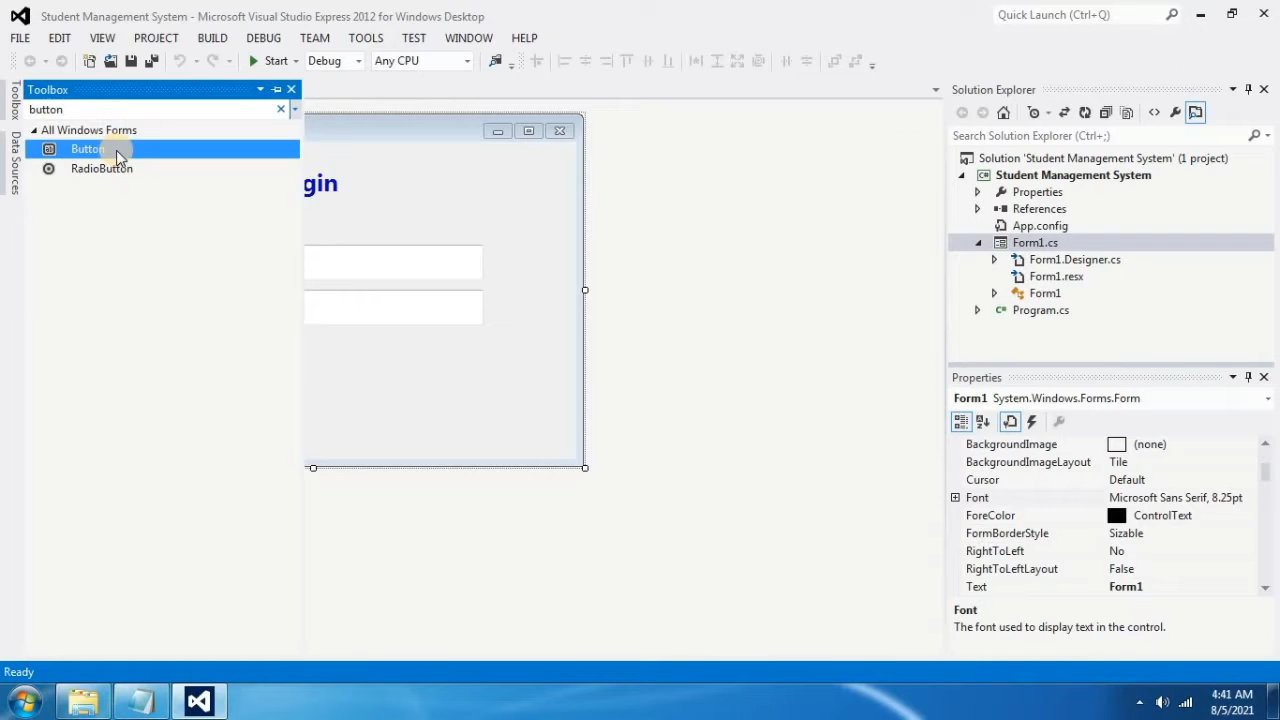 Student Management System - Microsoft Visual Studio Express 2012 for Windows Desktop
Quick Launch (Ctrl+Q)
FILE EDIT VIEW PROJECT BUILD DEBUG TEAM TOOLS TEST WINDOW HELP
Start Debug Any CPU
Toolbox
Toolbox
Data Sources
button
All Windows Forms
Button
RadioButton
gin
Solution Explorer
Search Solution Explorer (Ctrl+;)
Solution 'Student Management System' (1 project)
Student Management System
Properties
References
App.config
Form1.cs
Form1.Designer.cs
Form1.resx
Form1
Program.cs
Properties
Form1 System.Windows.Forms.Form
BackgroundImage (none)
BackgroundImageLayout Tile
Cursor Default
Font Microsoft Sans Serif, 8.25pt
ForeColor ControlText
FormBorderStyle Sizable
RightToLeft No
RightToLeftLayout False
Text Form1
Font
The font used to display text in the control.
Ready
4:41 AM
8/5/2021